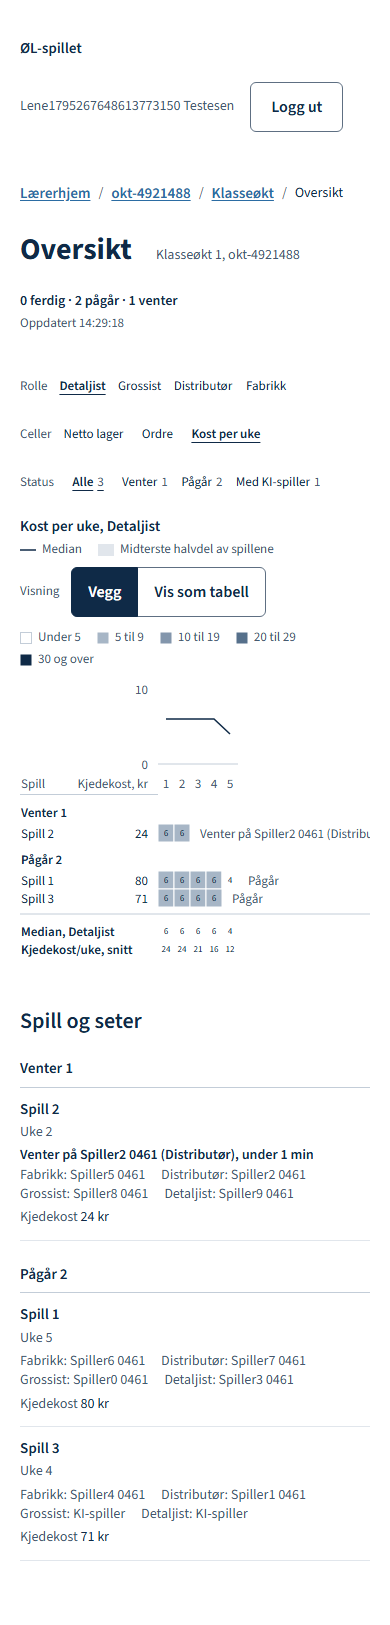 ØL-spillet
Lene1795267648613773150 Testesen Logg ut
Lærerhjem / okt-4921488 / Klasseøkt / Oversikt
Oversikt Klasseøkt 1, okt-4921488
0 ferdig · 2 pågår · 1 venter
Oppdatert 14:29:18
Rolle Detaljist Grossist Distributør Fabrikk
Celler Netto lager Ordre Kost per uke
Status Alle 3 Venter 1 Pågår 2 Med KI-spiller 1
Kost per uke, Detaljist
Median Midterste halvdel av spillene
Visning Vegg Vis som tabell
Under 5 5 til 9 10 til 19 20 til 29
30 og over
10
0
Spill Kjedekost, kr 1 2 3 4 5
Venter 1
Spill 2 24 6 6 Venter på Spiller2 0461 (Distribu
Pågår 2
Spill 1 80 6 6 6 6 4 Pågår
Spill 3 71 6 6 6 6 Pågår
Median, Detaljist 6 6 6 6 4
Kjedekost/uke, snitt 24 24 21 16 12
Spill og seter
Venter 1
Spill 2
Uke 2
Venter på Spiller2 0461 (Distributør), under 1 min
Fabrikk: Spiller5 0461 Distributør: Spiller2 0461
Grossist: Spiller8 0461 Detaljist: Spiller9 0461
Kjedekost 24 kr
Pågår 2
Spill 1
Uke 5
Fabrikk: Spiller6 0461 Distributør: Spiller7 0461
Grossist: Spiller0 0461 Detaljist: Spiller3 0461
Kjedekost 80 kr
Spill 3
Uke 4
Fabrikk: Spiller4 0461 Distributør: Spiller1 0461
Grossist: KI-spiller Detaljist: KI-spiller
Kjedekost 71 kr